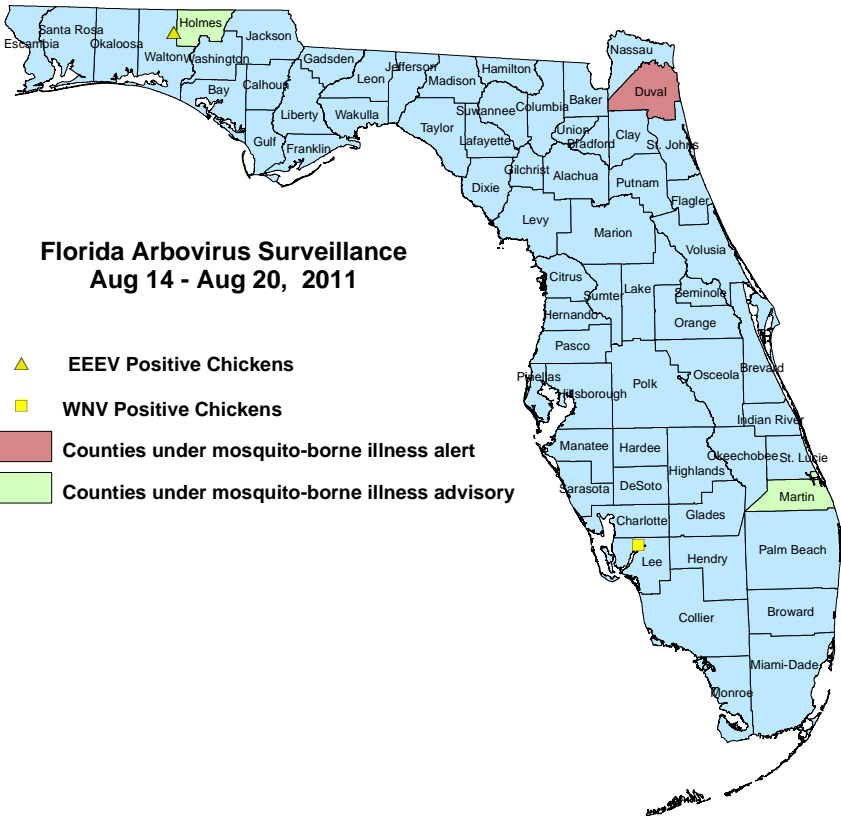 Holmes
Santa Rosa
Jackson
Escambia
Okaloosa
Walton
Washington
Nassau
Gadsden
Jefferson
Hamilton
Leon
Madison
Bay
Calhoun
Duval
Baker
Columbia
Suwannee
Liberty
Wakulla
Taylor
Union
Clay
Lafayette
Bradford
St. Johns
Gulf
Franklin
Gilchrist
Alachua
Putnam
Dixie
Flagler
Levy
Marion
Florida Arbovirus Surveillance
Aug 14 - Aug 20, 2011
Volusia
Citrus
Lake
Sumter
Seminole
Hernando
Orange
Pasco
EEEV Positive Chickens
Brevard
Osceola
Pinellas
Polk
Hillsborough
WNV Positive Chickens
Indian River
Counties under mosquito-borne illness alert
Manatee
Hardee
Okeechobee
St. Lucie
Highlands
Counties under mosquito-borne illness advisory
Sarasota
DeSoto
Martin
Charlotte
Glades
Palm Beach
Lee
Hendry
Collier
Broward
Miami-Dade
Monroe